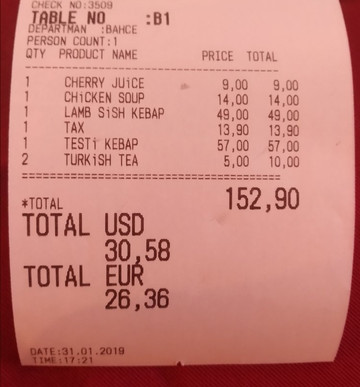 CHECK NO:3509
TABLE NO :B1
DEPARTMAN :BAHCE
PERSON COUNT:1
QTY PRODUCT NAME PRICE TOTAL
1 CHERRY JUiCE 9,00 9,00
1 CHiCKEN SOUP 14,00 14,00
1 LAMB SiSH KEBAP 49,00 49,00
1 TAX 13,90 13,90
1 TESTi KEBAP 57,00 57,00
2 TURKiSH TEA 5,00 10,00
*TOTAL 152,90
TOTAL USD
30,58
TOTAL EUR
26,36
DATE:31.01.2019
TIME:17:21